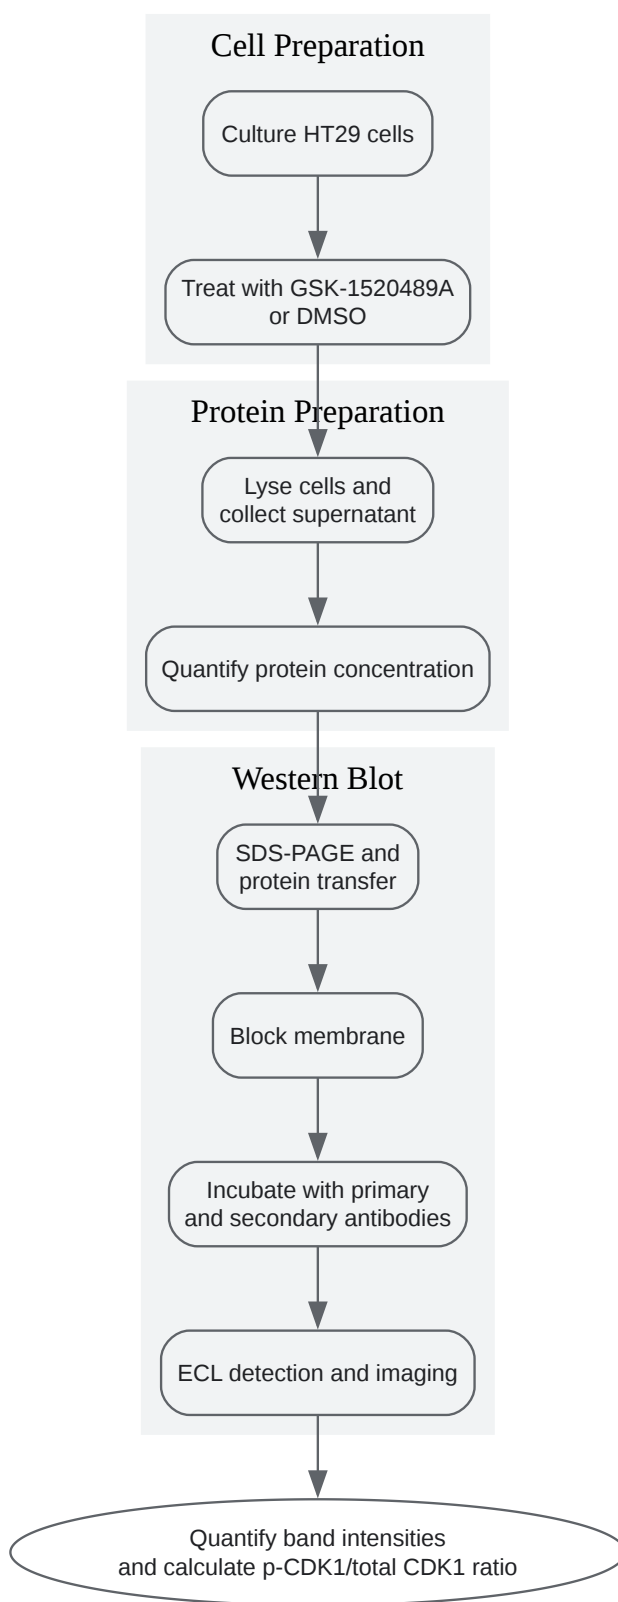 Cell Preparation
Culture HT29 cells
Treat with GSK-1520489A
or DMSO
Protein Preparation
Lyse cells and
collect supernatant
Quantify protein concentration
Western Blot
SDS-PAGE and
protein transfer
Block membrane
Incubate with primary
and secondary antibodies
ECL detection and imaging
Quantify band intensities
and calculate p-CDK1/total CDK1 ratio